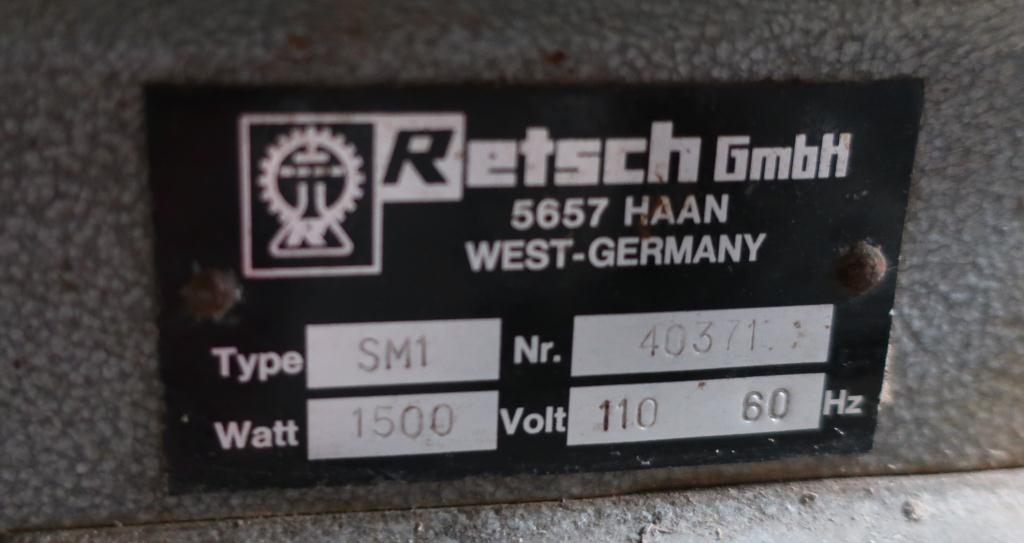 Retsch GmbH
5657 HAAN
WEST-GERMANY
Type SM1 Nr.
Watt 1500 Volt 110 60 Hz